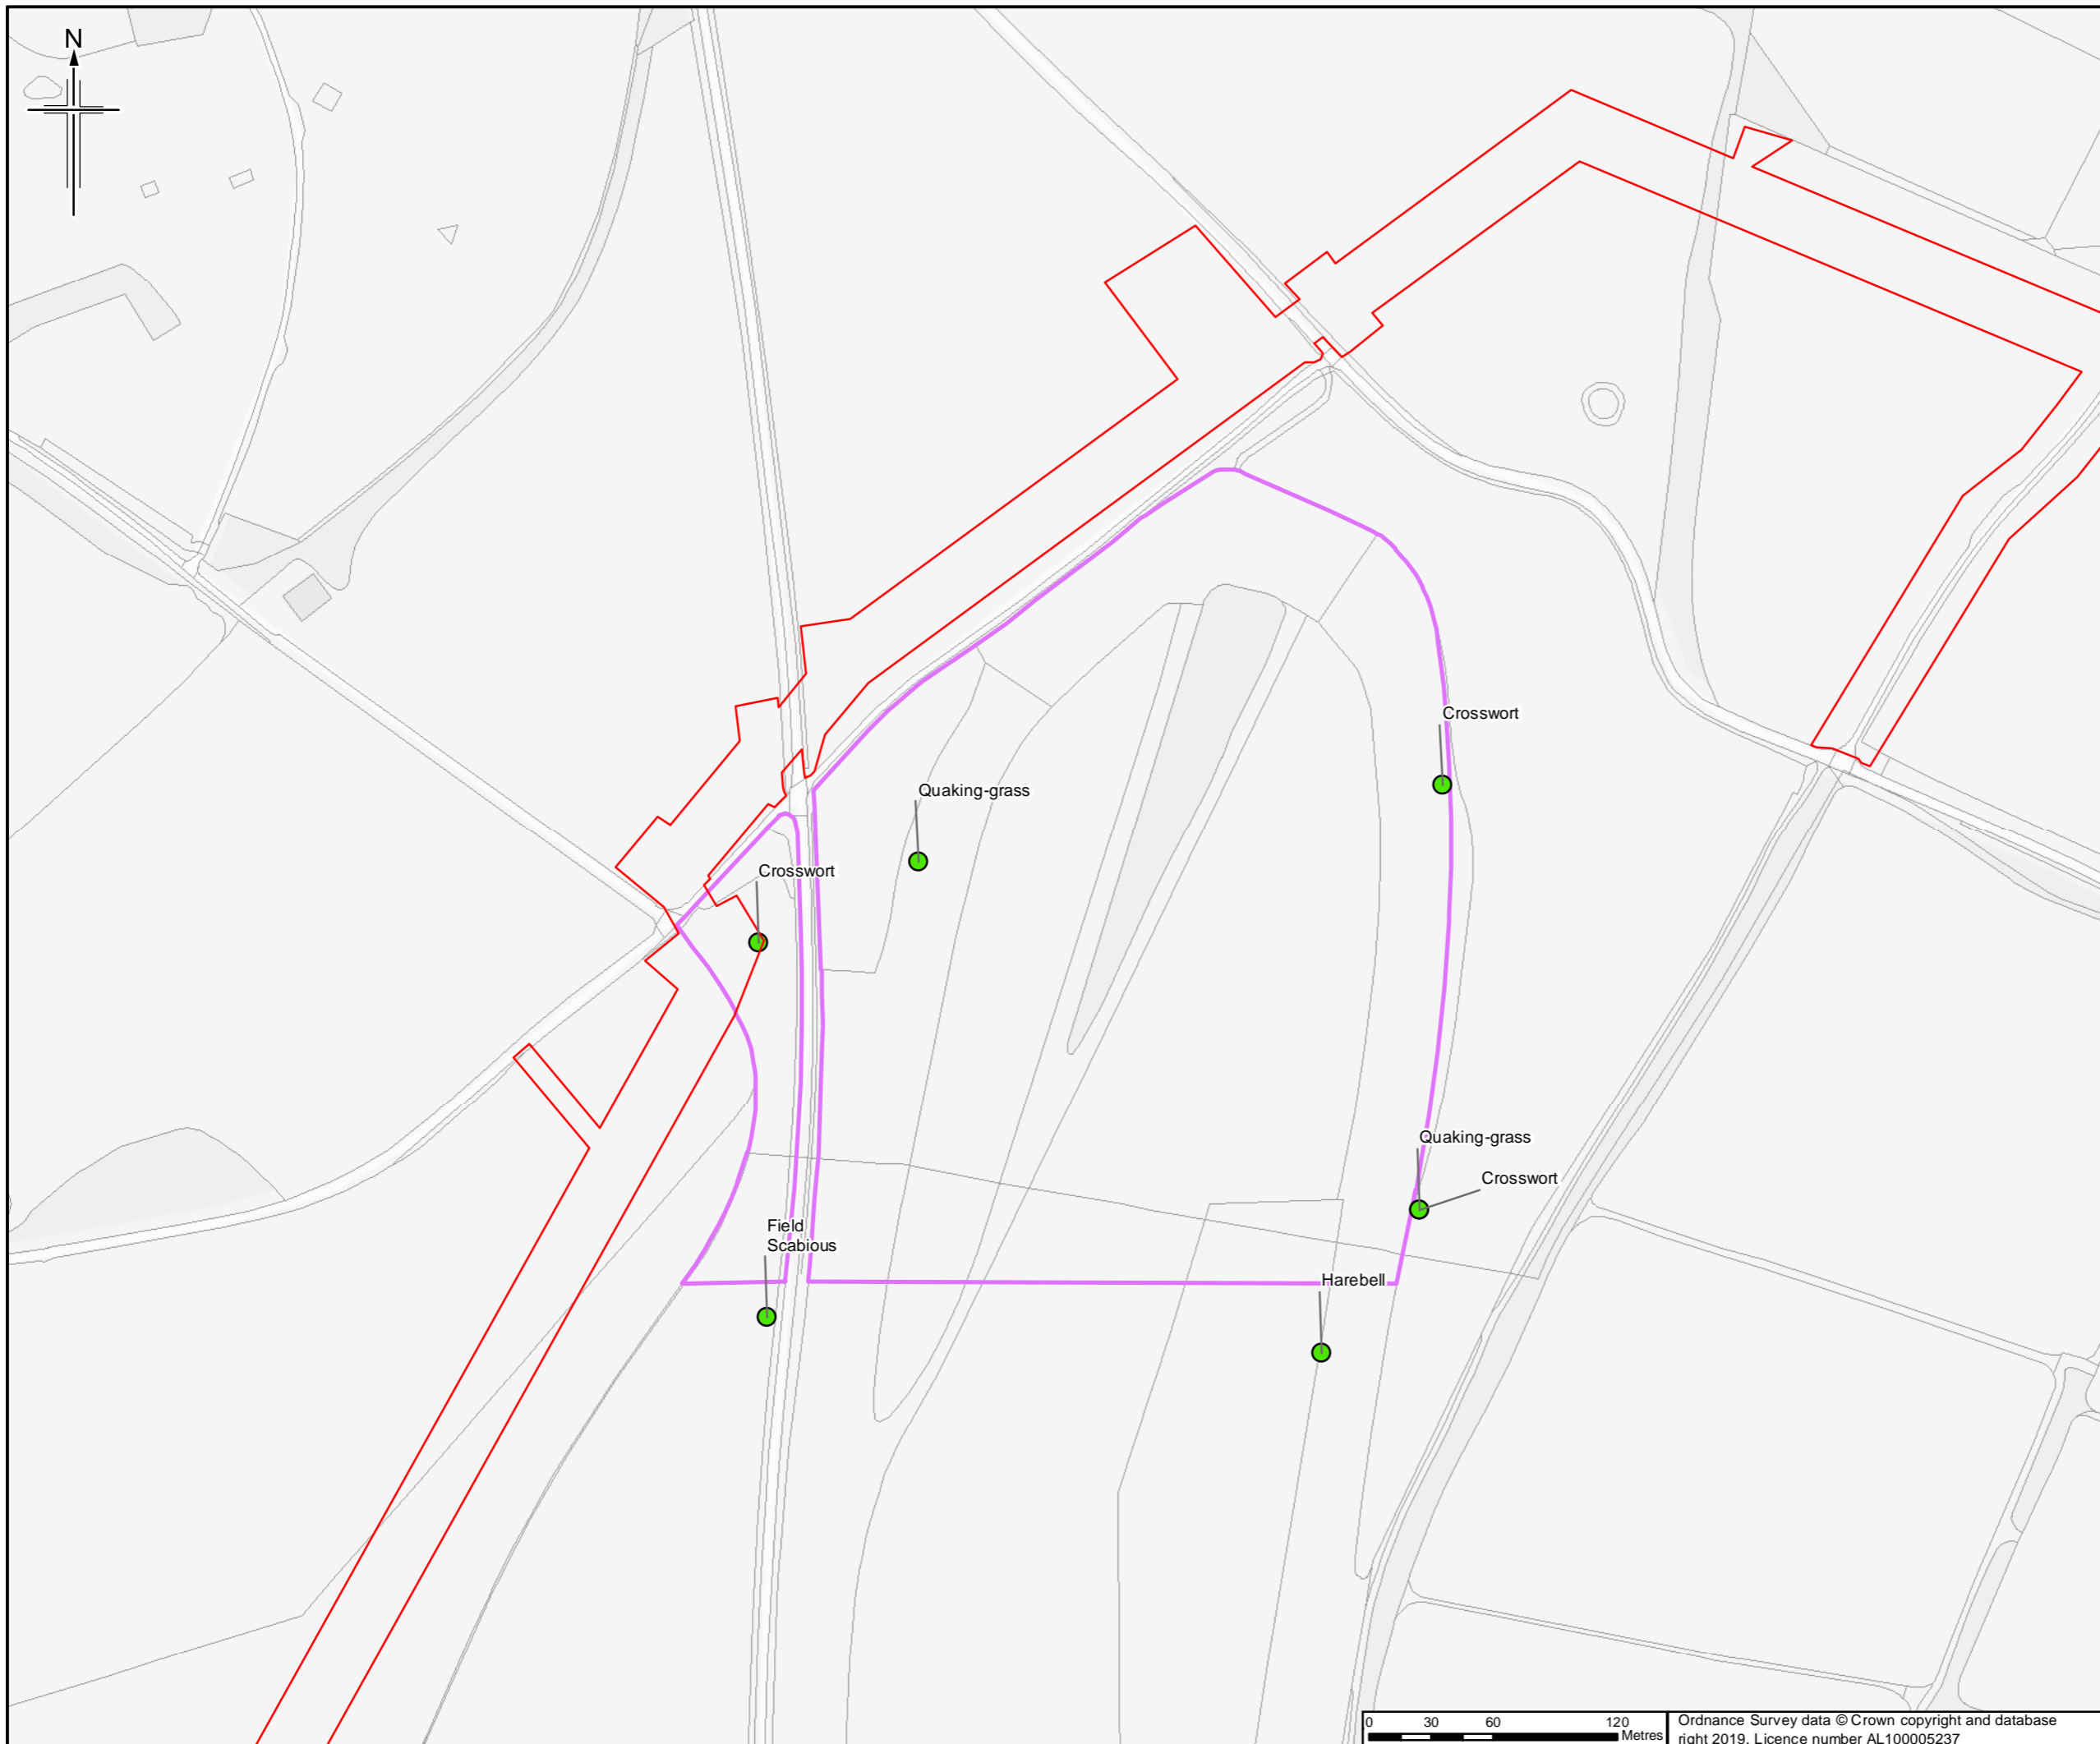 N
Crosswort
Quaking-grass
Crosswort
Quaking-grass
Crosswort
Field
Scabious
Harebell
0 30 60 120
Metres
Ordnance Survey data © Crown copyright and database
right 2019. Licence number AL100005237